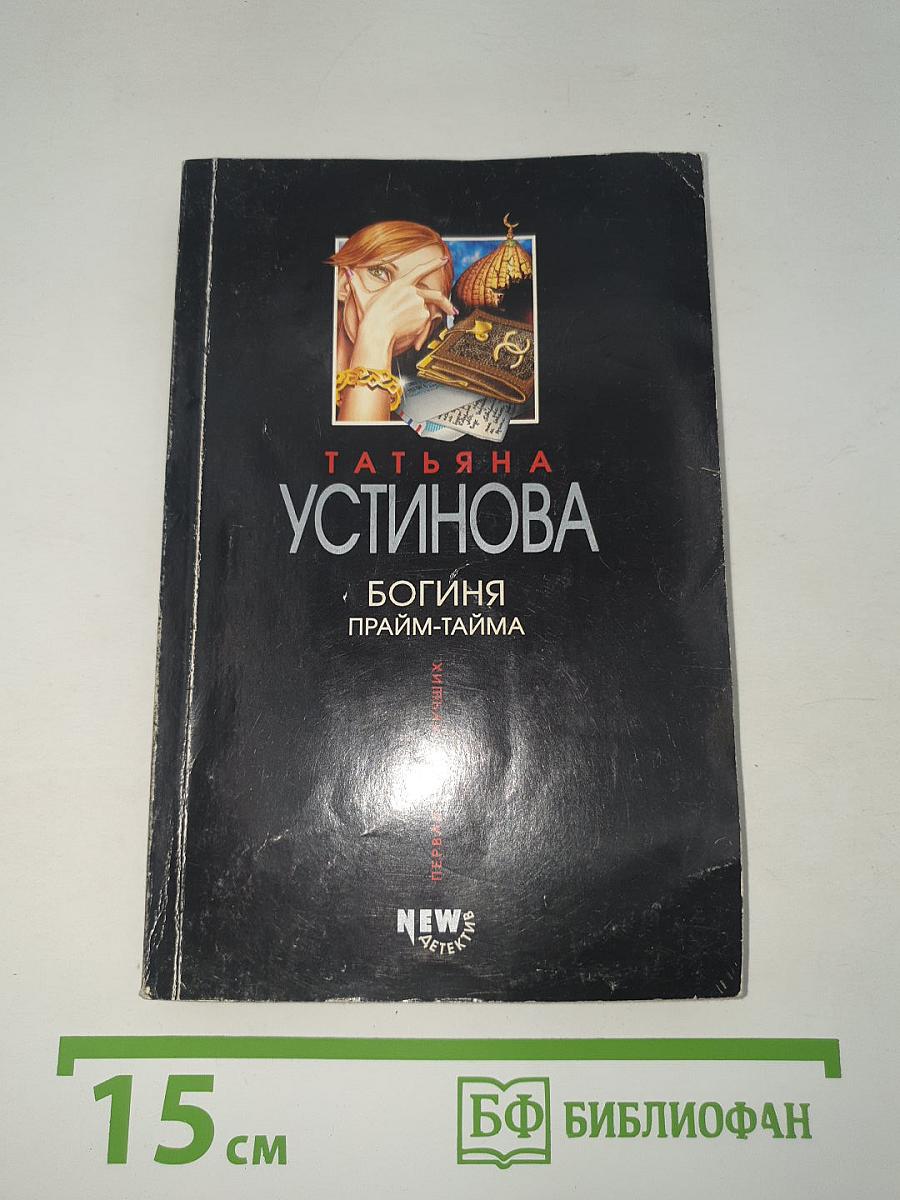 ТАТЬЯНА
УСТИНОВА
БОГИНЯ
ПРАЙМ-ТАЙМА
NEW
ДЕТЕКТИВ
15 см
БФ БИБЛИОФАН